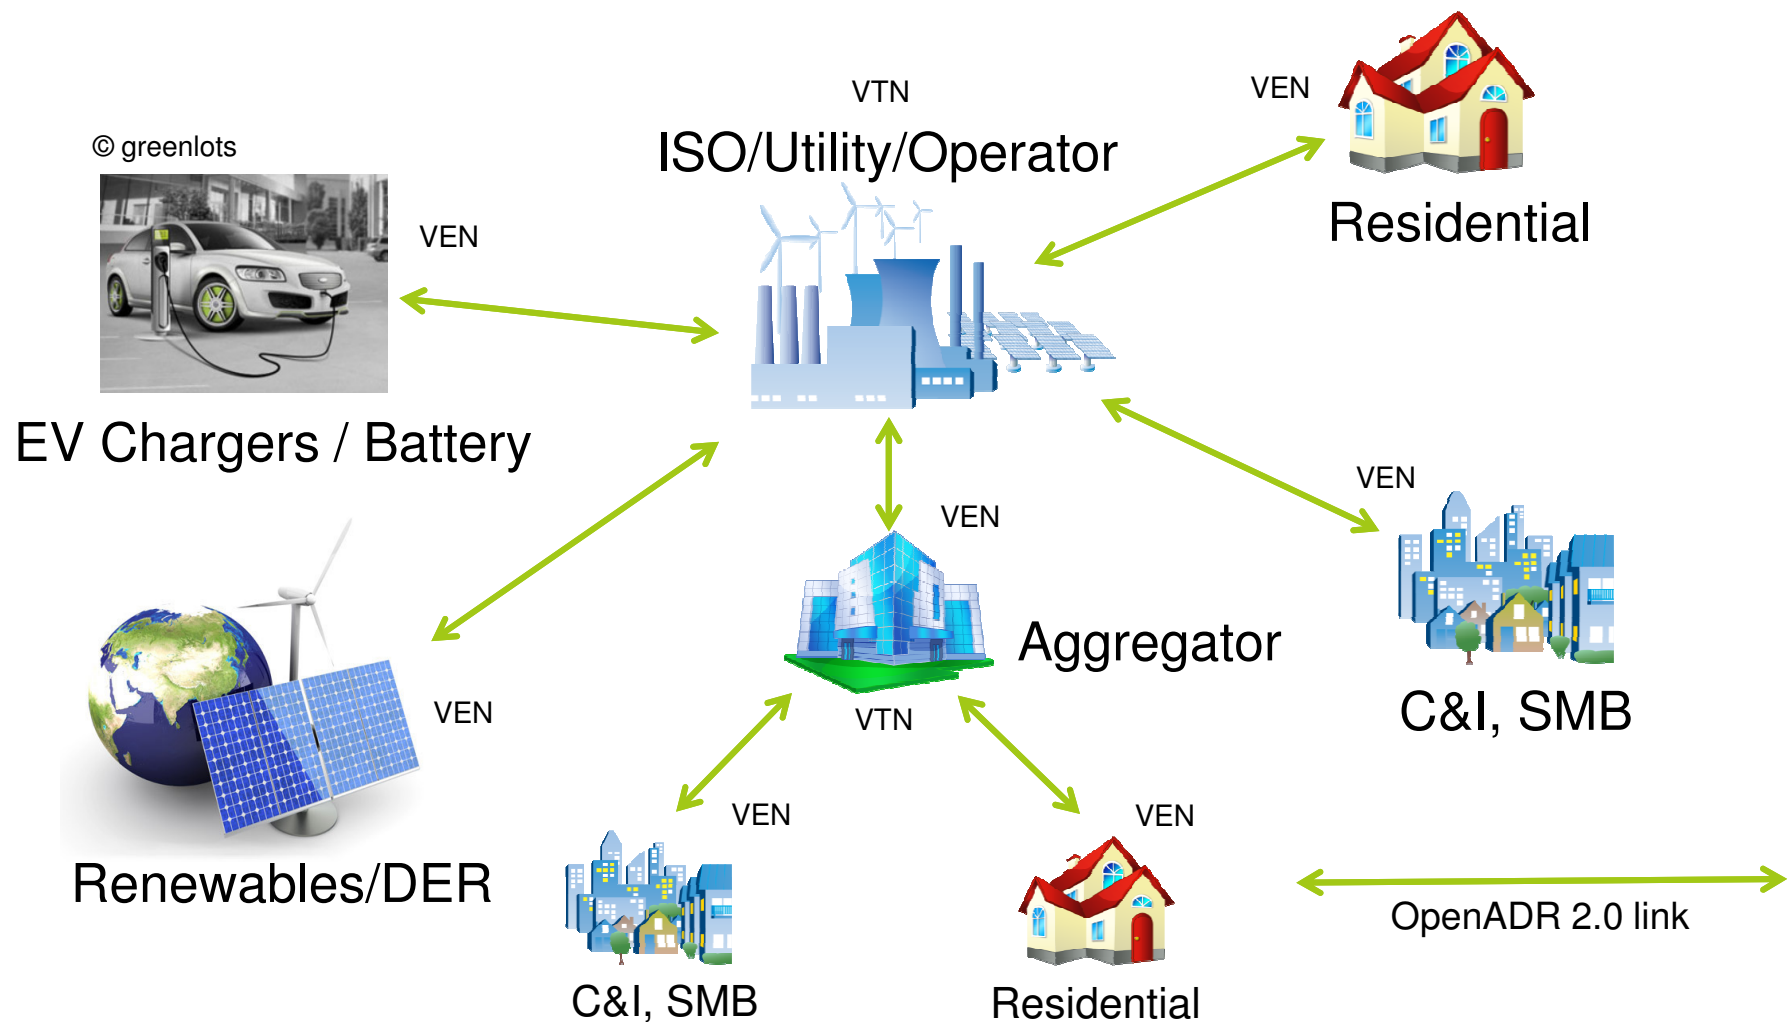 VTN
ISO/Utility/Operator
VEN
Residential
© greenlots
VEN
EV Chargers / Battery
VEN
C&I, SMB
VEN
Aggregator
VTN
VEN
Renewables/DER
VEN
C&I, SMB
VEN
Residential
OpenADR 2.0 link